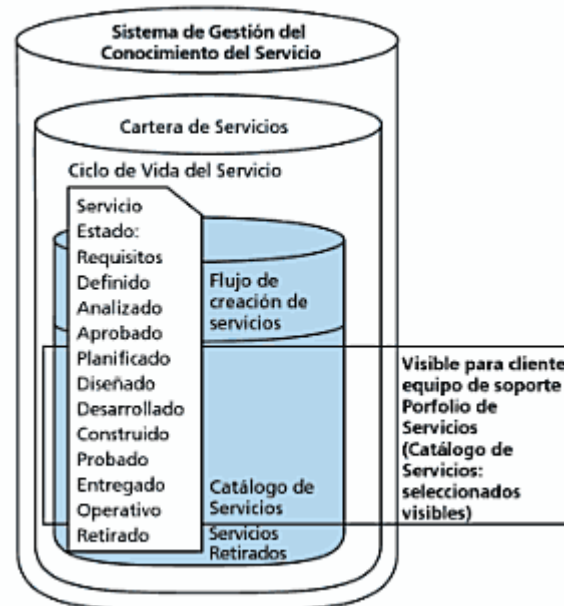 Sistema de Gestión del
Conocimiento del Servicio
Cartera de Servicios
Ciclo de Vida del Servicio
Servicio
Estado:
Requisitos
Definido
Analizado
Aprobado
Planificado
Diseñado
Desarrollado
Construido
Probado
Entregado
Operativo
Retirado
Flujo de
creación de
servicios
Catálogo de
Servicios
Servicios
Retirados
Visible para cliente
equipo de soporte
Porfolio de
Servicios
(Catálogo de
Servicios:
seleccionados
visibles)